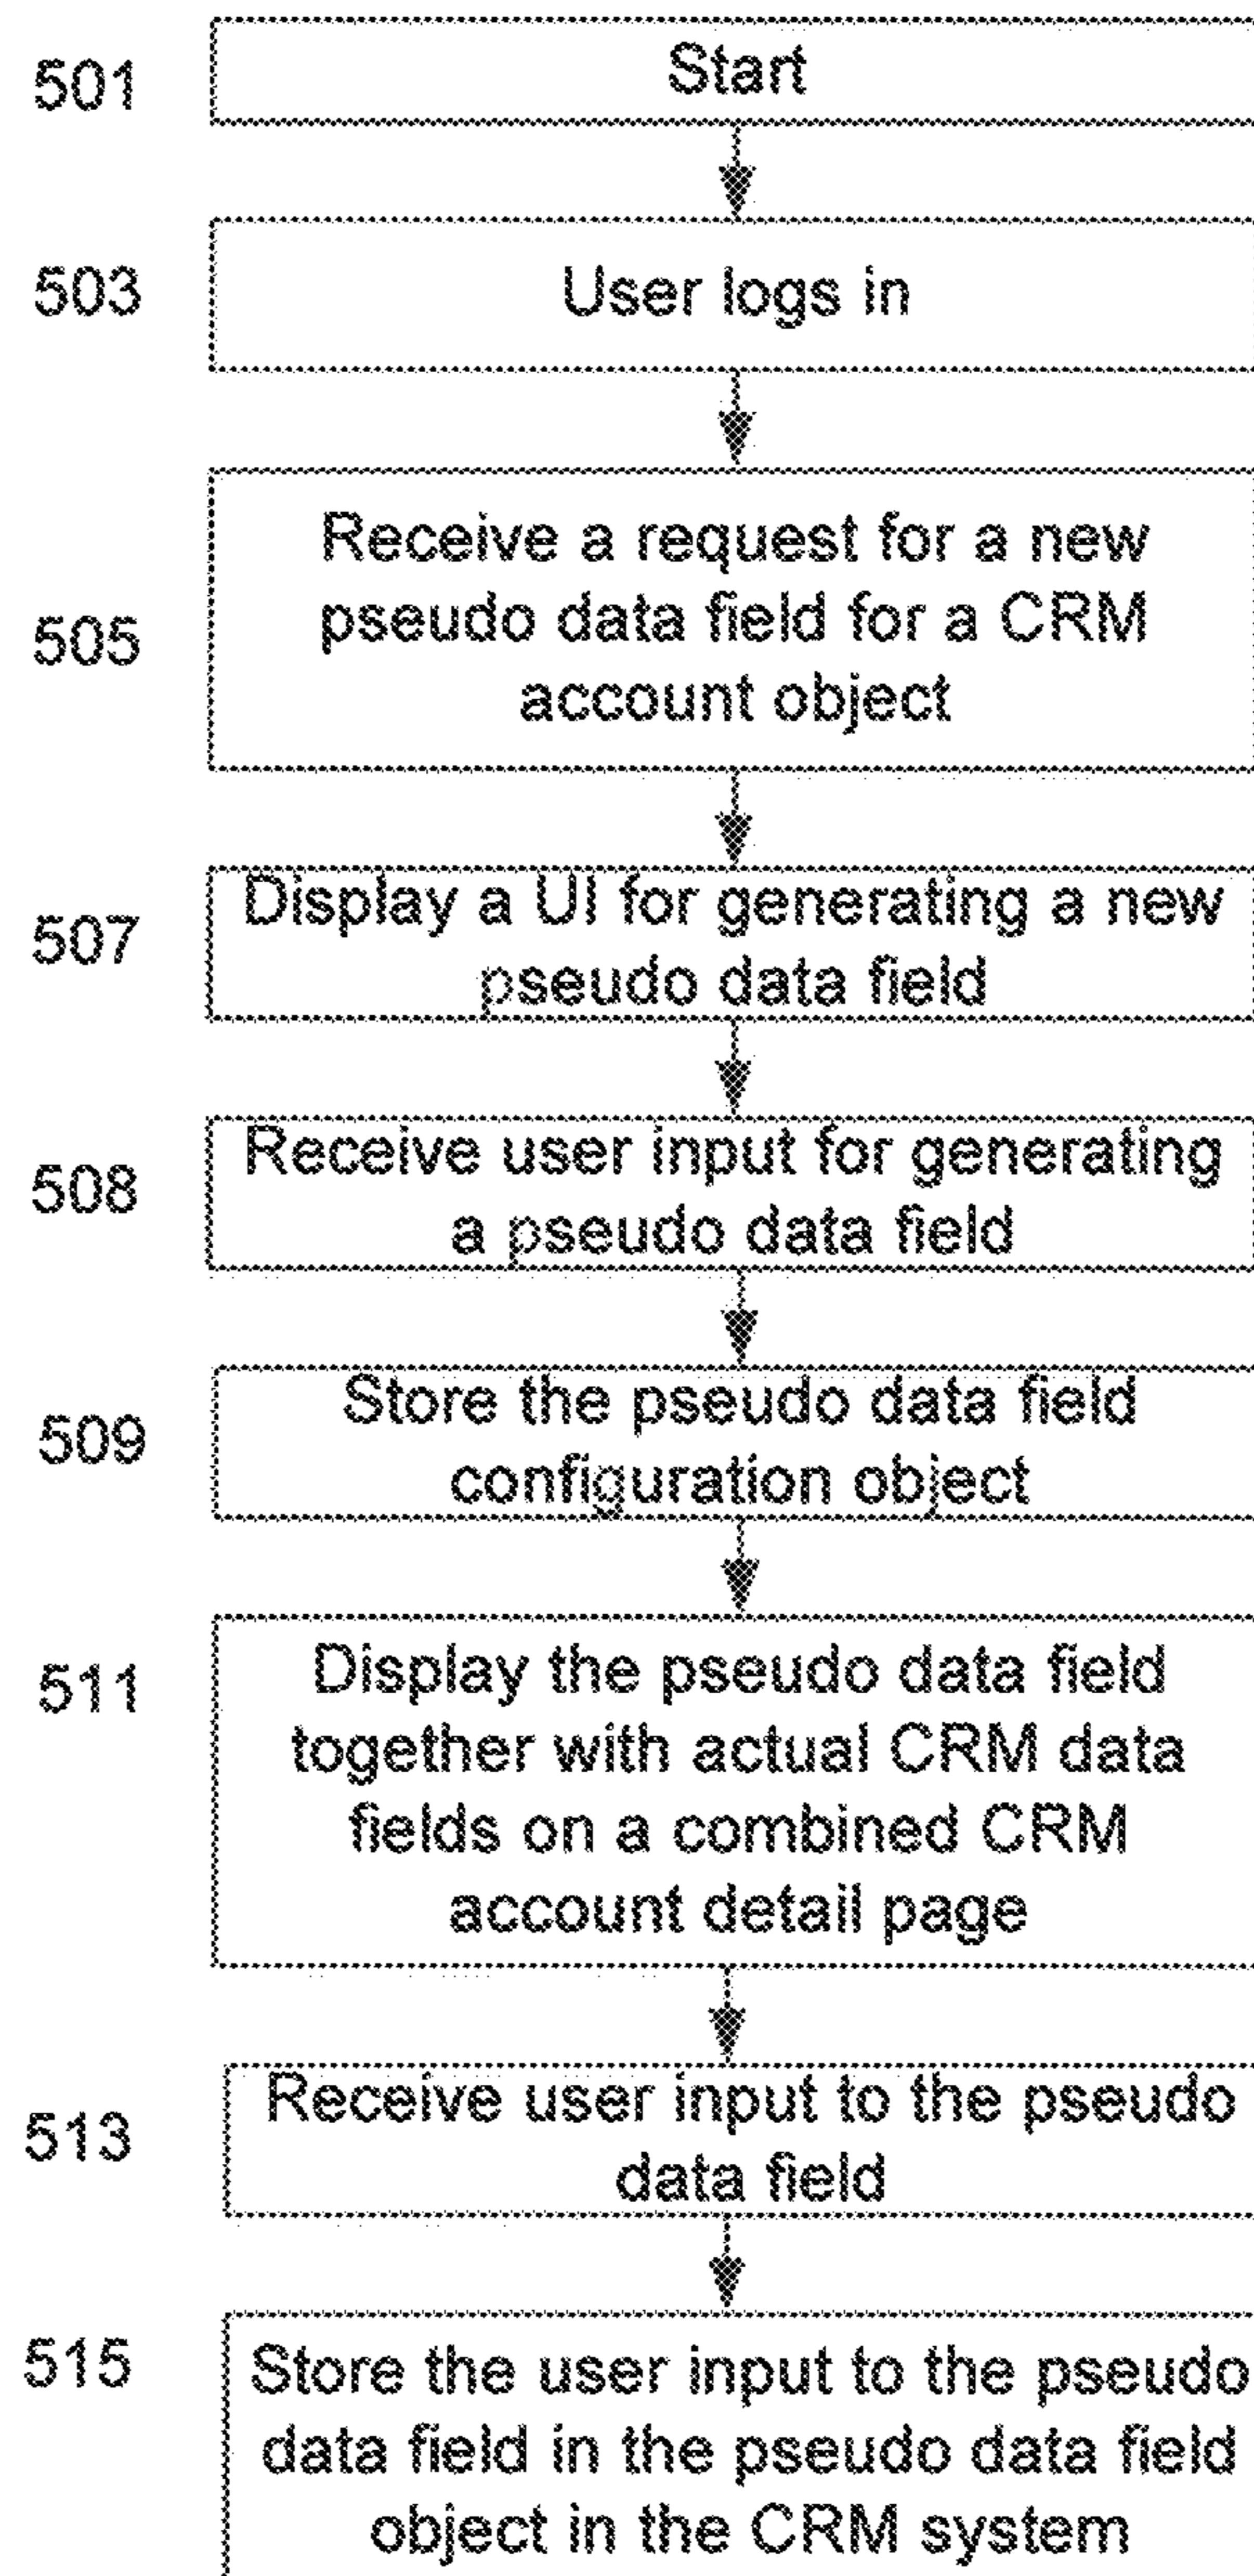 501
Start
503
User logs in
505
Receive a request for a new
pseudo data field for a CRM
account object
507
Display a UI for generating a new
pseudo data field
508
Receive user input for generating
a pseudo data field
509
Store the pseudo data field
configuration object
511
Display the pseudo data field
together with actual CRM data
fields on a combined CRM
account detail page
513
Receive user input to the pseudo
data field
515
Store the user input to the pseudo
data field in the pseudo data field
object in the CRM system